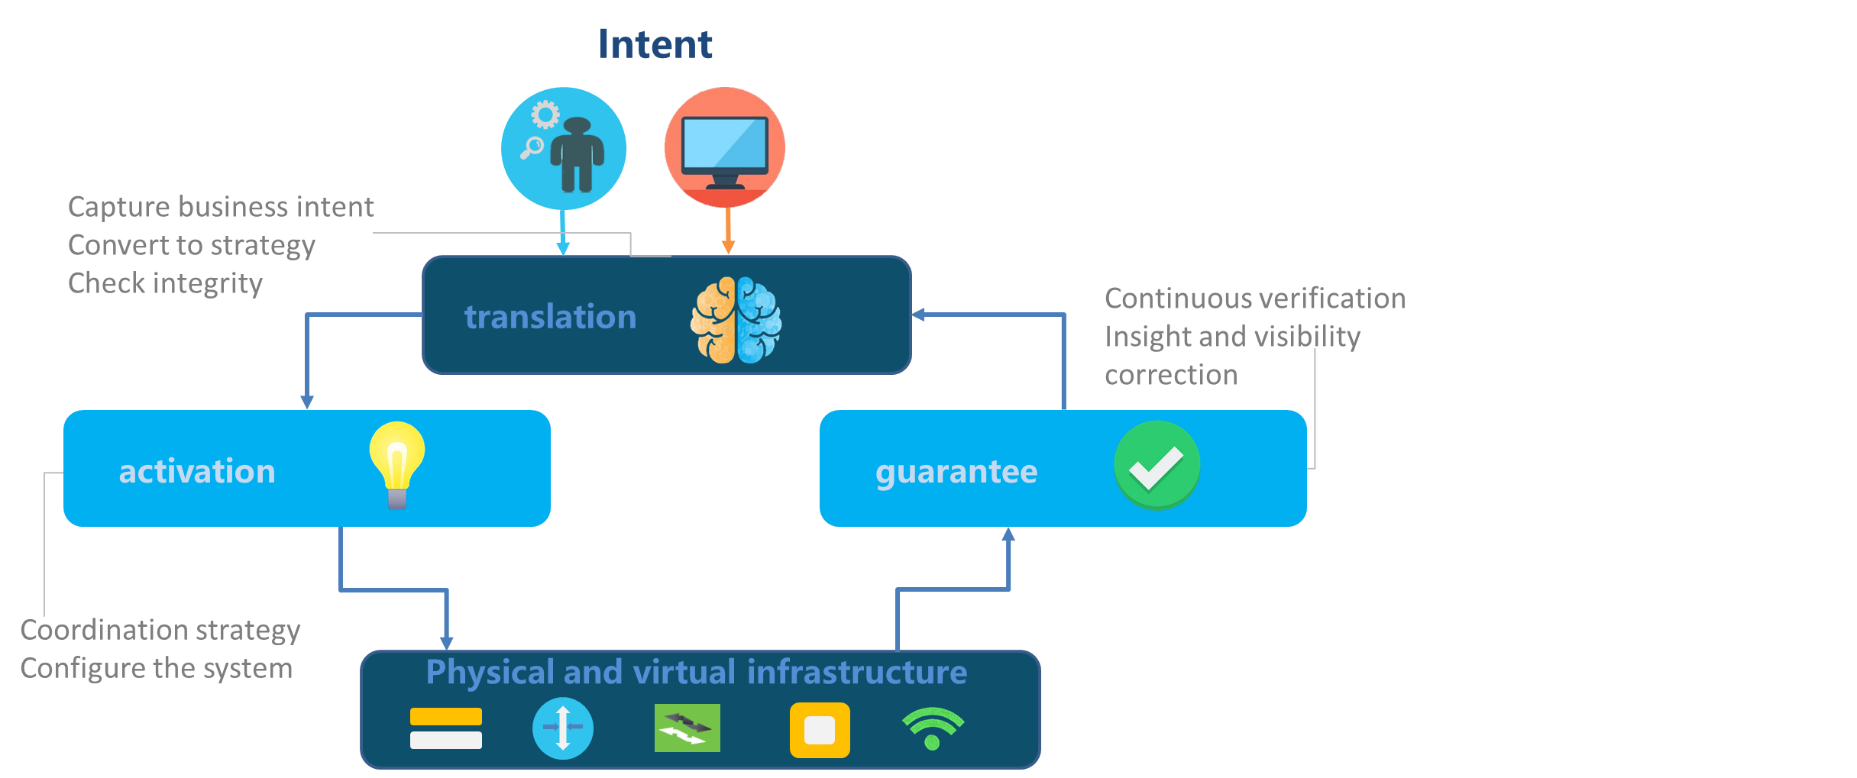 Intent
Capture business intent
Convert to strategy
Check integrity
translation
Continuous verification
Insight and visibility
correction
activation
guarantee
Coordination strategy
Configure the system
Physical and virtual infrastructure